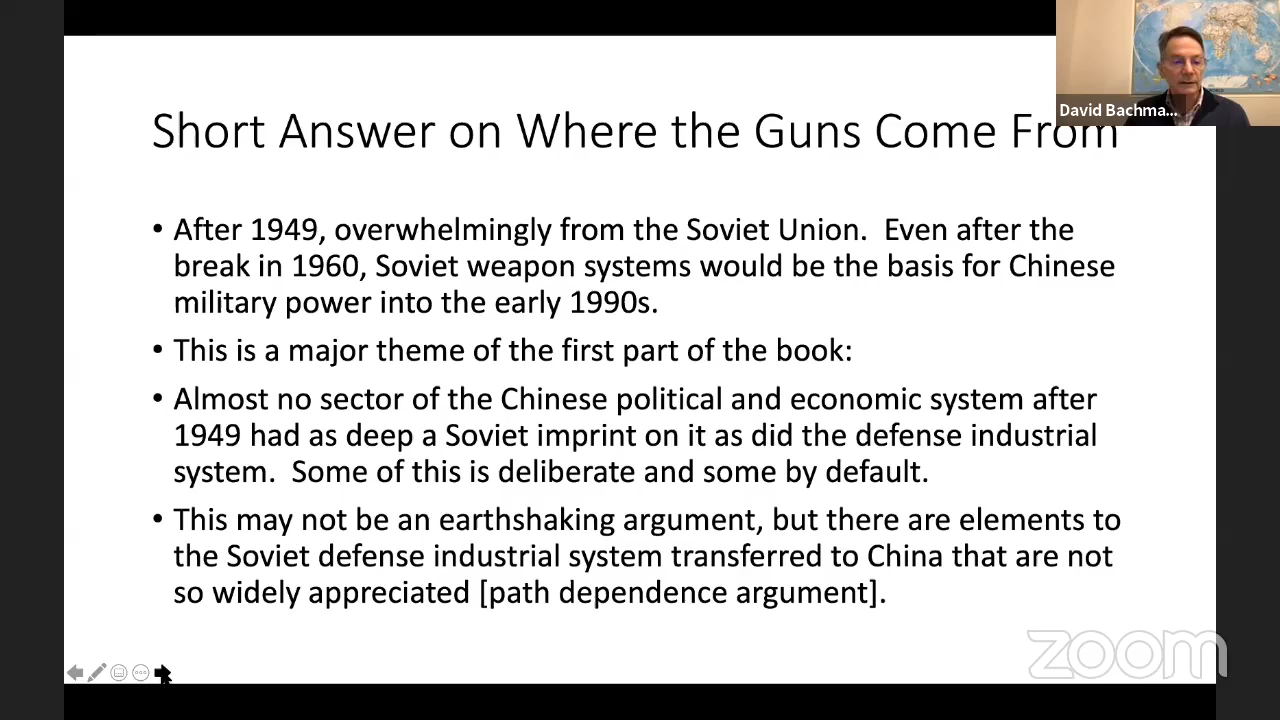 David Bachma...
Short Answer on Where the Guns Come From
• After 1949, overwhelmingly from the Soviet Union.  Even after the
break in 1960, Soviet weapon systems would be the basis for Chinese
military power into the early 1990s.
• This is a major theme of the first part of the book:
• Almost no sector of the Chinese political and economic system after
1949 had as deep a Soviet imprint on it as did the defense industrial
system.  Some of this is deliberate and some by default.
• This may not be an earthshaking argument, but there are elements to
the Soviet defense industrial system transferred to China that are not
so widely appreciated [path dependence argument].
zoom